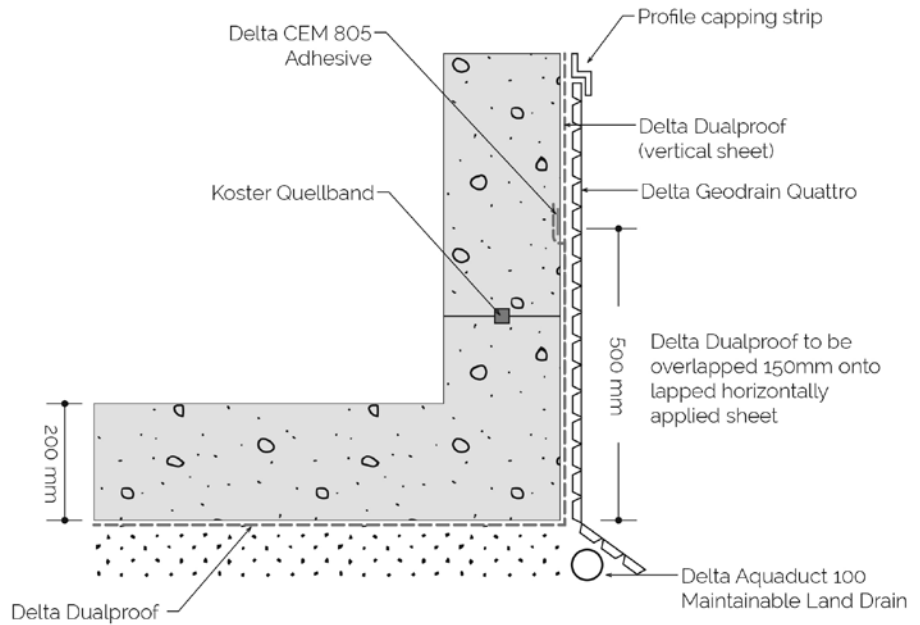 Profile capping strip
Delta CEM 805
Adhesive
Delta Dualproof
(vertical sheet)
Koster Quellband
Delta Geodrain Quattro
500 mm
Delta Dualproof to be
overlapped 150mm onto
lapped horizontally
applied sheet
200 mm
Delta Aquaduct 100
Maintainable Land Drain
Delta Dualproof